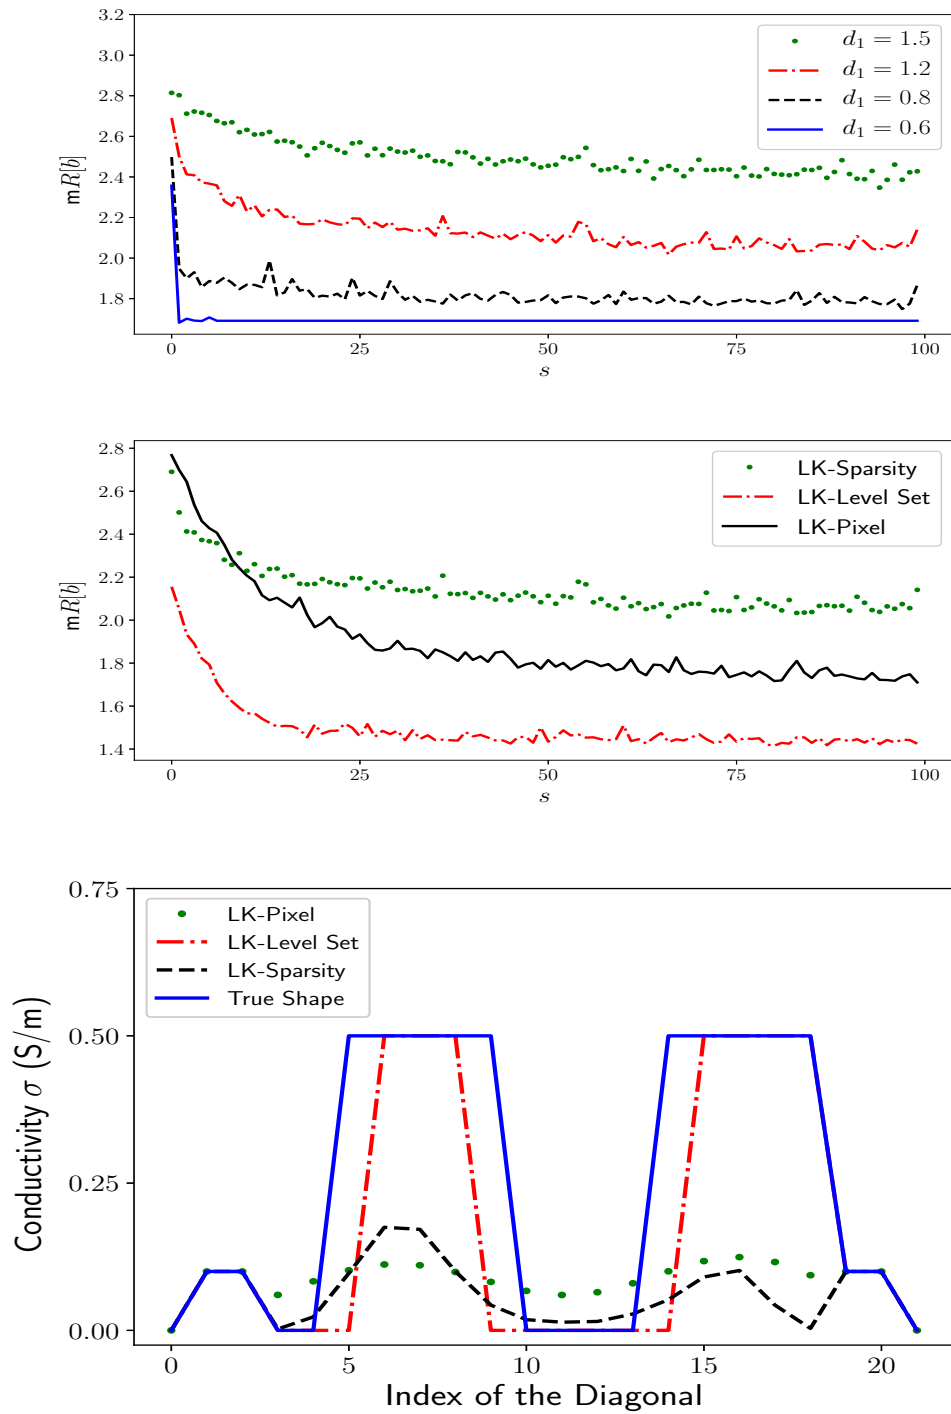 3.2
3.0
2.8
2.6
2.4
2.2
2.0
1.8
mR[b]
0
25
50
75
100
s
d₁ = 1.5
d₁ = 1.2
d₁ = 0.8
d₁ = 0.6
2.8
2.6
2.4
2.2
2.0
1.8
1.6
1.4
mR[b]
0
25
50
75
100
s
LK-Sparsity
LK-Level Set
LK-Pixel
0.75
0.50
0.25
0.00
Conductivity σ (S/m)
LK-Pixel
LK-Level Set
LK-Sparsity
True Shape
0
5
10
15
20
Index of the Diagonal